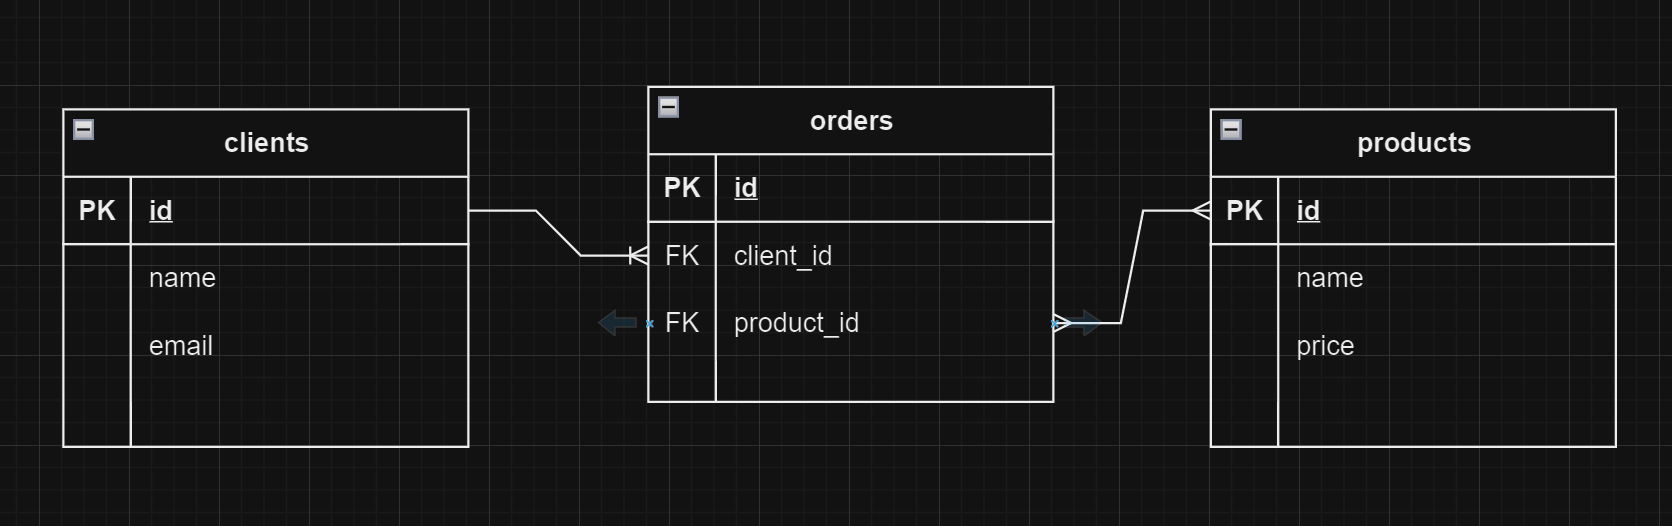 clients
PK id
name
email
orders
PK id
FK client_id
FK product_id
products
PK id
name
price